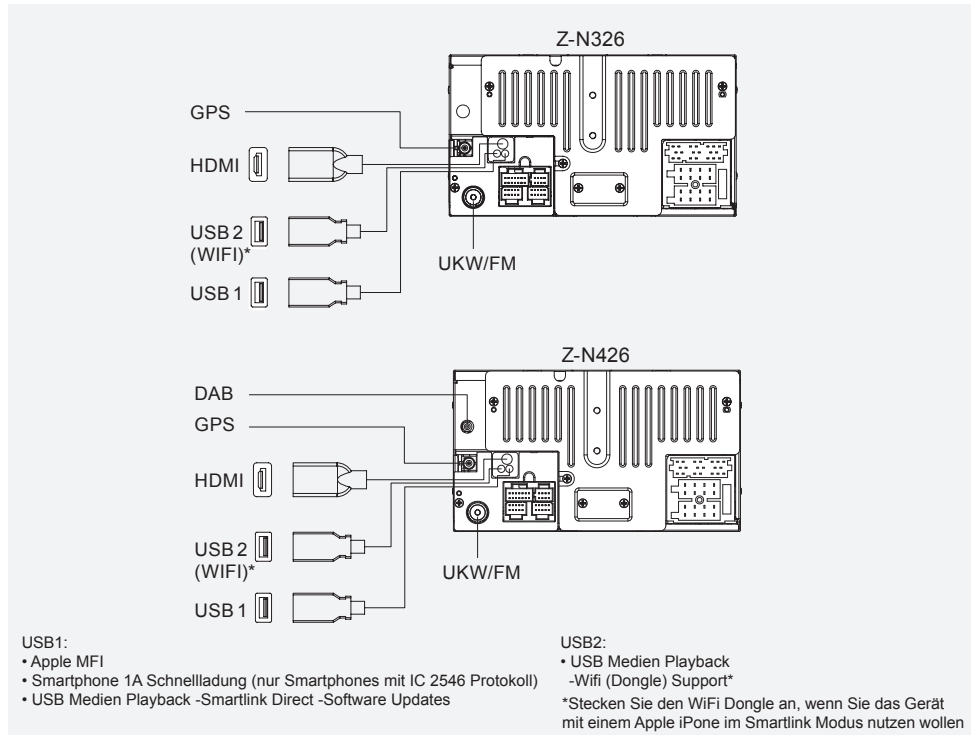 Z-N326
GPS
HDMI
USB 2
(WIFI)*
USB 1
UKW/FM
Z-N426
DAB
GPS
HDMI
USB 2
(WIFI)*
USB 1
UKW/FM
USB1:
• Apple MFI
• Smartphone 1A Schnellladung (nur Smartphones mit IC 2546 Protokoll)
• USB Medien Playback -Smartlink Direct -Software Updates
USB2:
• USB Medien Playback
-Wifi (Dongle) Support*
*Stecken Sie den WiFi Dongle an, wenn Sie das Gerät
mit einem Apple iPone im Smartlink Modus nutzen wollen